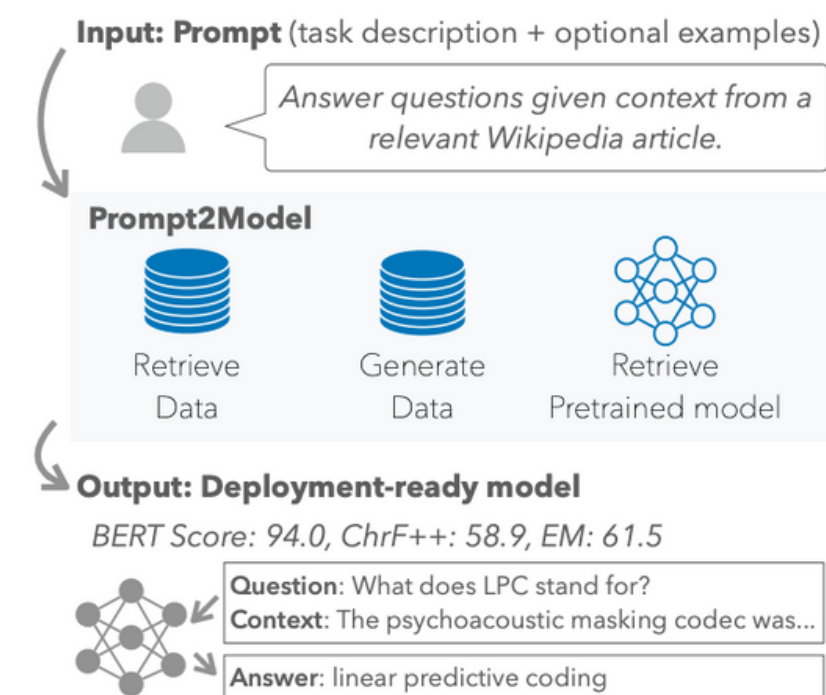 Input: Prompt (task description + optional examples)
Answer questions given context from a
relevant Wikipedia article.
Prompt2Model
Retrieve
Data
Generate
Data
Retrieve
Pretrained model
Output: Deployment-ready model
BERT Score: 94.0, ChrF++: 58.9, EM: 61.5
Question: What does LPC stand for?
Context: The psychoacoustic masking codec was...
Answer: linear predictive coding